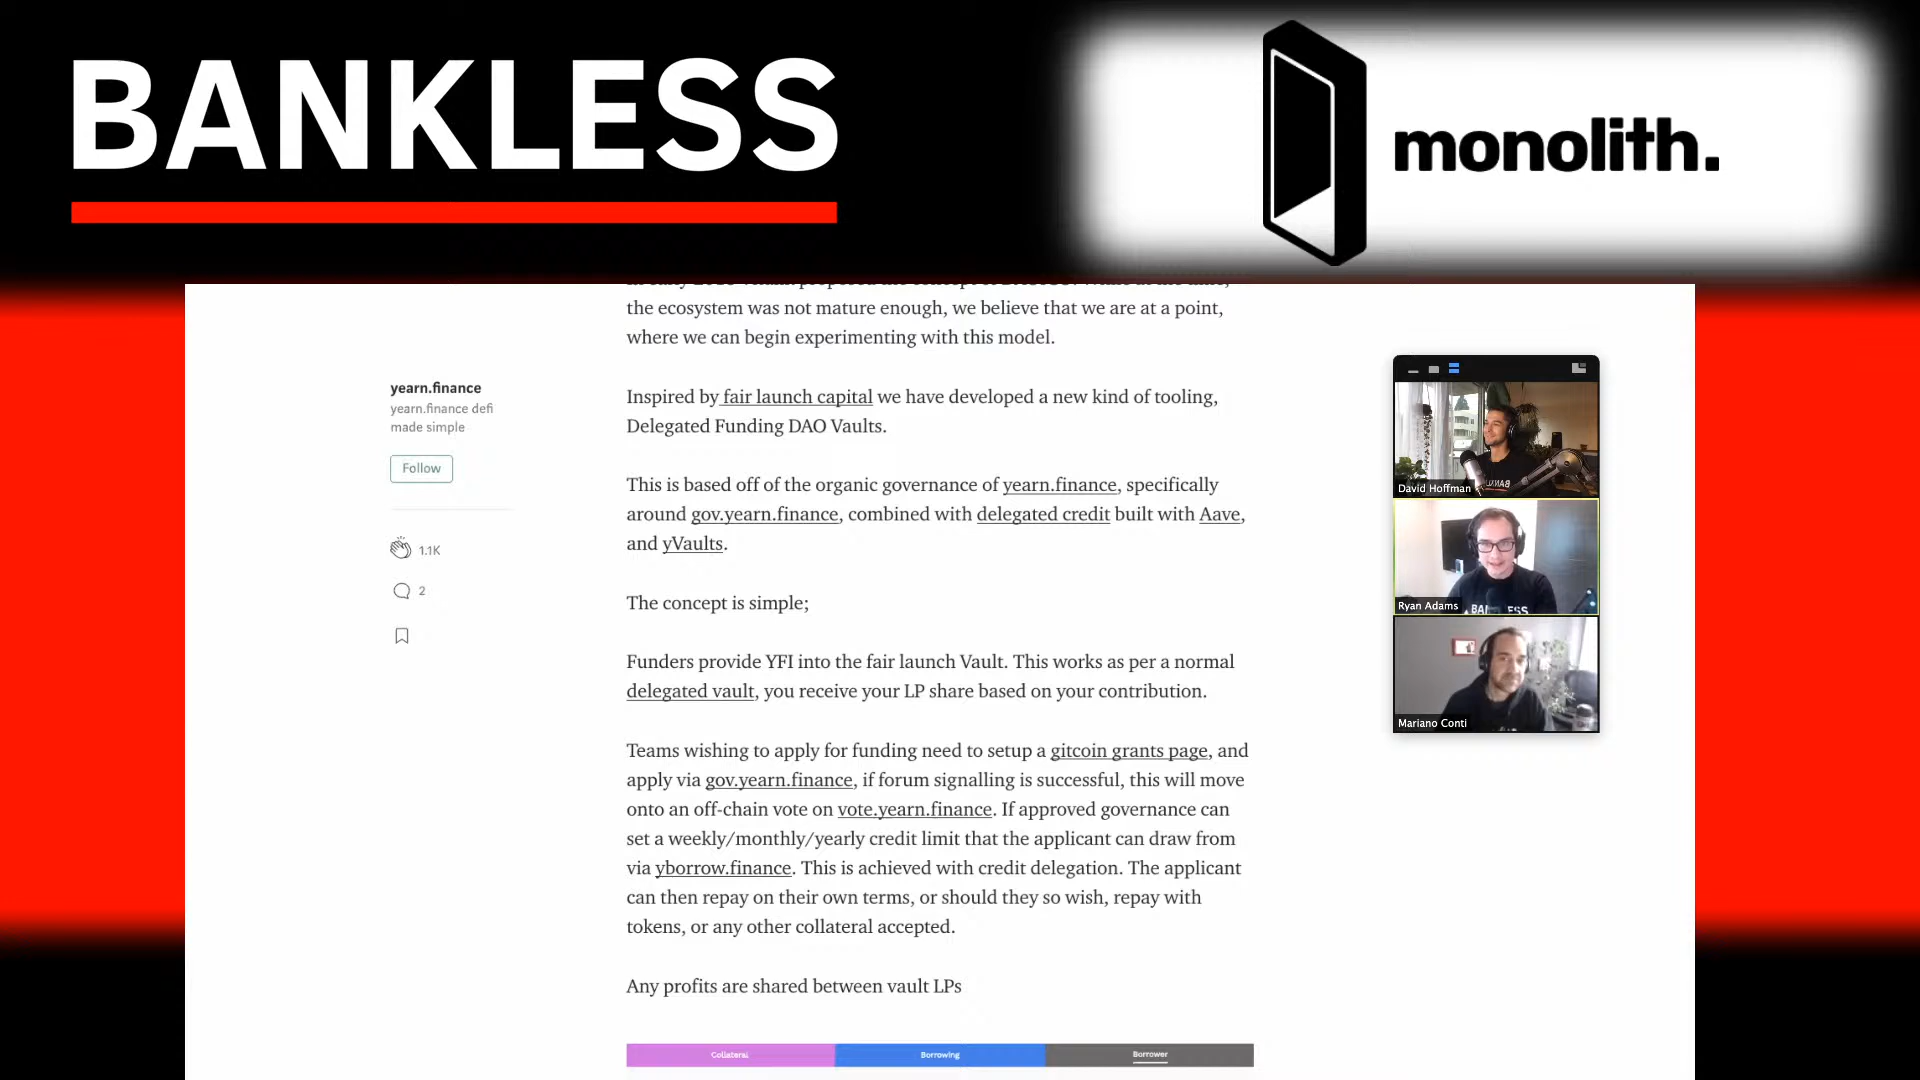 BANKLESS
monolith.
the ecosystem was not mature enough, we believe that we are at a point,
where we can begin experimenting with this model.
yearn.finance
yearn.finance defi
made simple
Follow
1.1K
2
Inspired by fair launch capital we have developed a new kind of tooling,
Delegated Funding DAO Vaults.
This is based off of the organic governance of yearn.finance, specifically
around gov.yearn.finance, combined with delegated credit built with Aave,
and yVaults.
The concept is simple;
Funders provide YFI into the fair launch Vault. This works as per a normal
delegated vault, you receive your LP share based on your contribution.
Teams wishing to apply for funding need to setup a gitcoin grants page, and
apply via gov.yearn.finance, if forum signalling is successful, this will move
onto an off-chain vote on vote.yearn.finance. If approved governance can
set a weekly/monthly/yearly credit limit that the applicant can draw from
via yborrow.finance. This is achieved with credit delegation. The applicant
can then repay on their own terms, or should they so wish, repay with
tokens, or any other collateral accepted.
Any profits are shared between vault LPs
Collateral
Borrowing
Borrower
David Hoffman
Ryan Adams
Mariano Conti